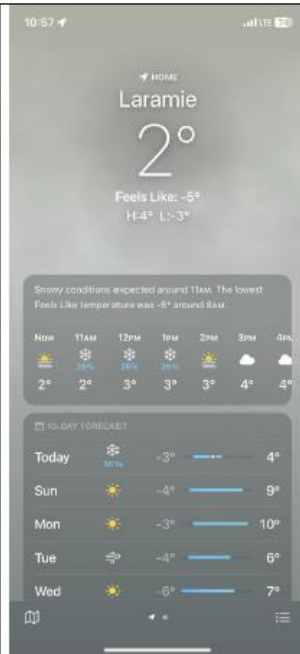 10:57 LTE 74
HOME
Laramie
2°
Feels Like: -5°
H:4° L:-3°
Snowy conditions expected around 11AM. The lowest
Feels Like temperature was -6° around 8AM.
Now 11AM 12PM 1PM 2PM 3PM 4PM
2° 2° 3° 3° 3° 4° 4°
10-DAY FORECAST
Today -3° 4°
Sun -4° 9°
Mon -3° 10°
Tue -4° 6°
Wed -6° 7°